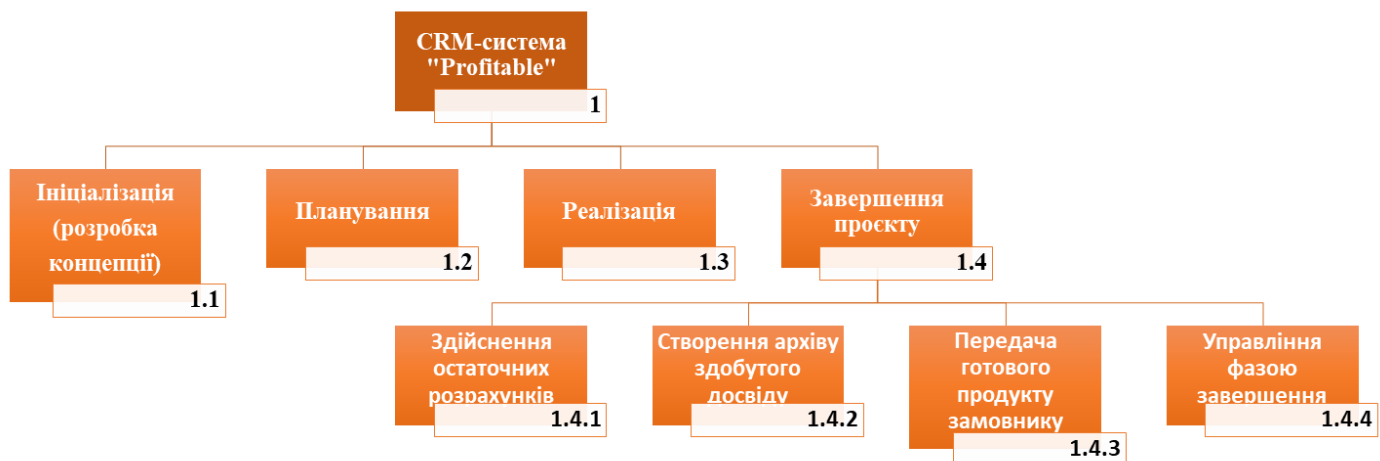 CRM-система
"Profitable"
1
Ініціалізація
(розробка
концепції)
1.1
Планування
1.2
Реалізація
1.3
Завершення
проєкту
1.4
Здійснення
остаточних
розрахунків
1.4.1
Створення архіву
здобутого
досвіду
1.4.2
Передача
готового
продукту
замовнику
1.4.3
Управління
фазою
завершення
1.4.4